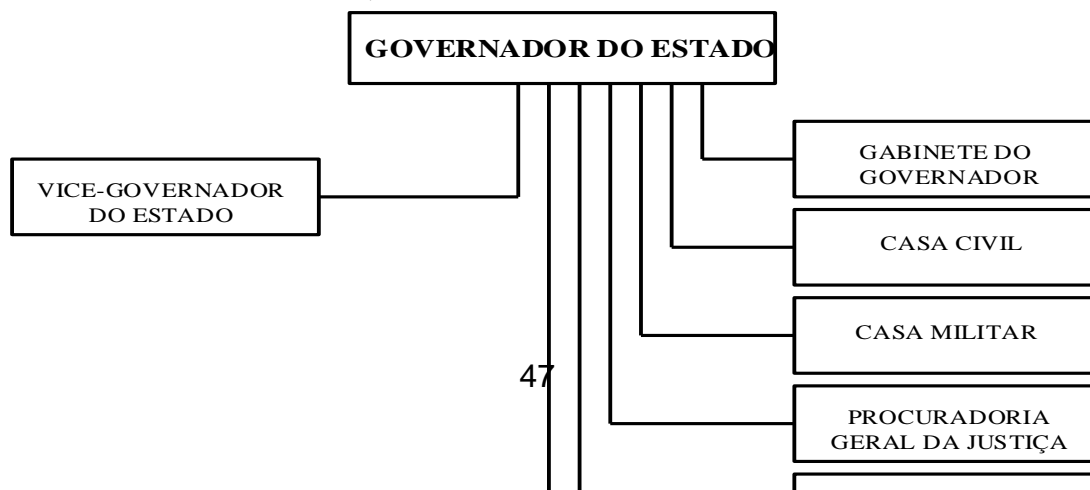 GOVERNADOR DO ESTADO
GABINETE DO
GOVERNADOR
VICE-GOVERNADOR
DO ESTADO
CASA CIVIL
CASA MILITAR
47
PROCURADORIA
GERAL DA JUSTIÇA